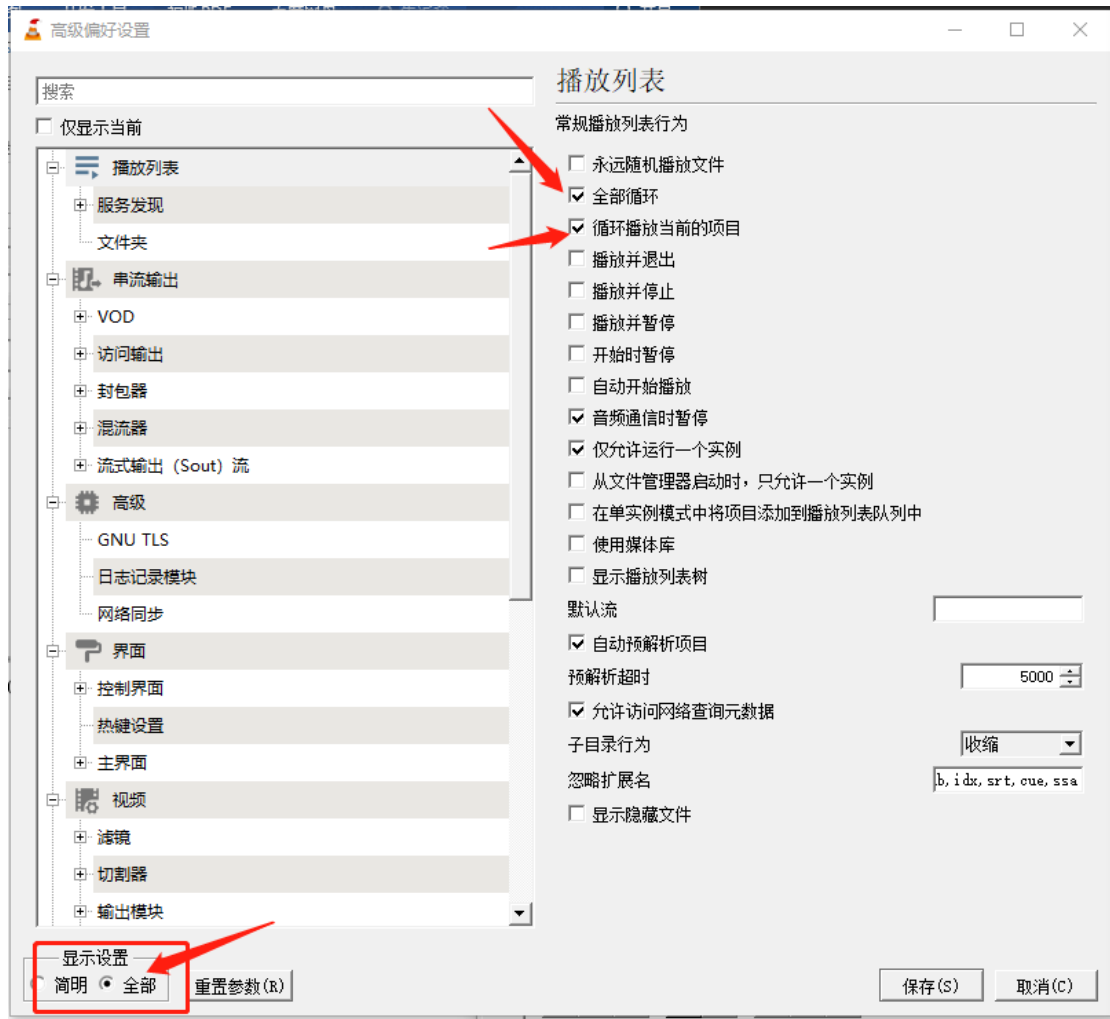 高级偏好设置
搜索
仅显示当前
播放列表
服务发现
文件夹
串流输出
VOD
访问输出
封包器
混流器
流式输出 (Sout) 流
高级
GNU TLS
日志记录模块
网络同步
界面
控制界面
热键设置
主界面
视频
滤镜
切割器
输出模块
显示设置
简明 全部
重置参数(R)
播放列表
常规播放列表行为
永远随机播放文件
全部循环
循环播放当前的项目
播放并退出
播放并停止
播放并暂停
开始时暂停
自动开始播放
音频通信时暂停
仅允许运行一个实例
从文件管理器启动时，只允许一个实例
在单实例模式中将项目添加到播放列表队列中
使用媒体库
显示播放列表树
默认流
自动预解析项目
预解析超时 5000
允许访问网络查询元数据
子目录行为 收缩
忽略扩展名 b, idx, srt, cue, ssa
显示隐藏文件
保存(S) 取消(C)